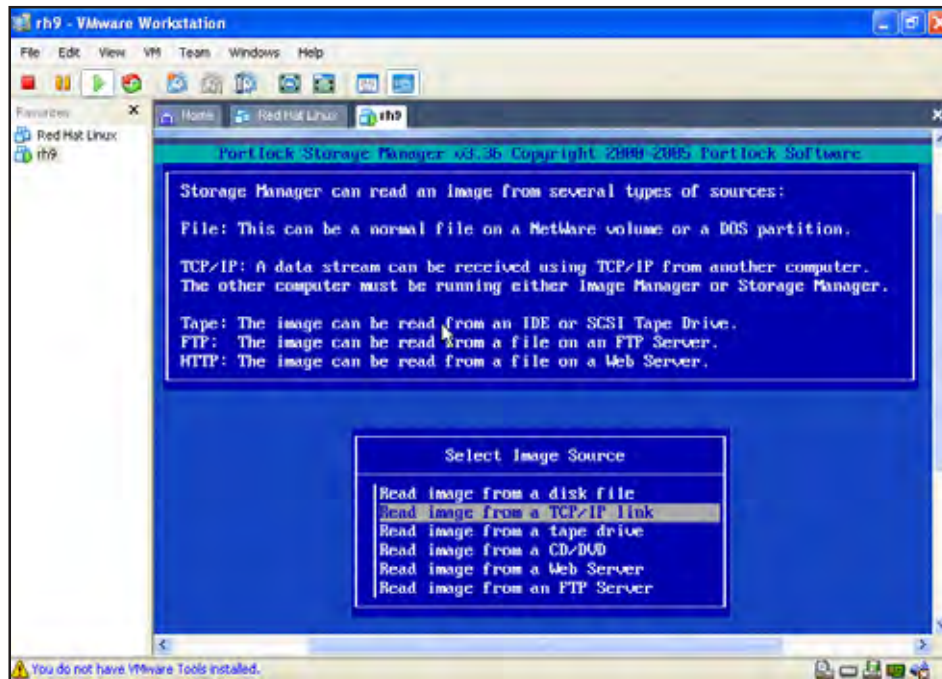 rh9 - VMware Workstation
File Edit View VM Team Windows Help
Favorites
Home Red Hat Linux rh9
Red Hat Linux
rh9
Portlock Storage Manager v3.36 Copyright 2000-2005 Portlock Software
Storage Manager can read an image from several types of sources:
File: This can be a normal file on a NetWare volume or a DOS partition.
TCP/IP: A data stream can be received using TCP/IP from another computer.
The other computer must be running either Image Manager or Storage Manager.
Tape: The image can be read from an IDE or SCSI Tape Drive.
FTP: The image can be read from a file on an FTP Server.
HTTP: The image can be read from a file on a Web Server.
Select Image Source
Read image from a disk file
Read image from a TCP/IP link
Read image from a tape drive
Read image from a CD/DVD
Read image from a Web Server
Read image from an FTP Server
You do not have VMware Tools installed.